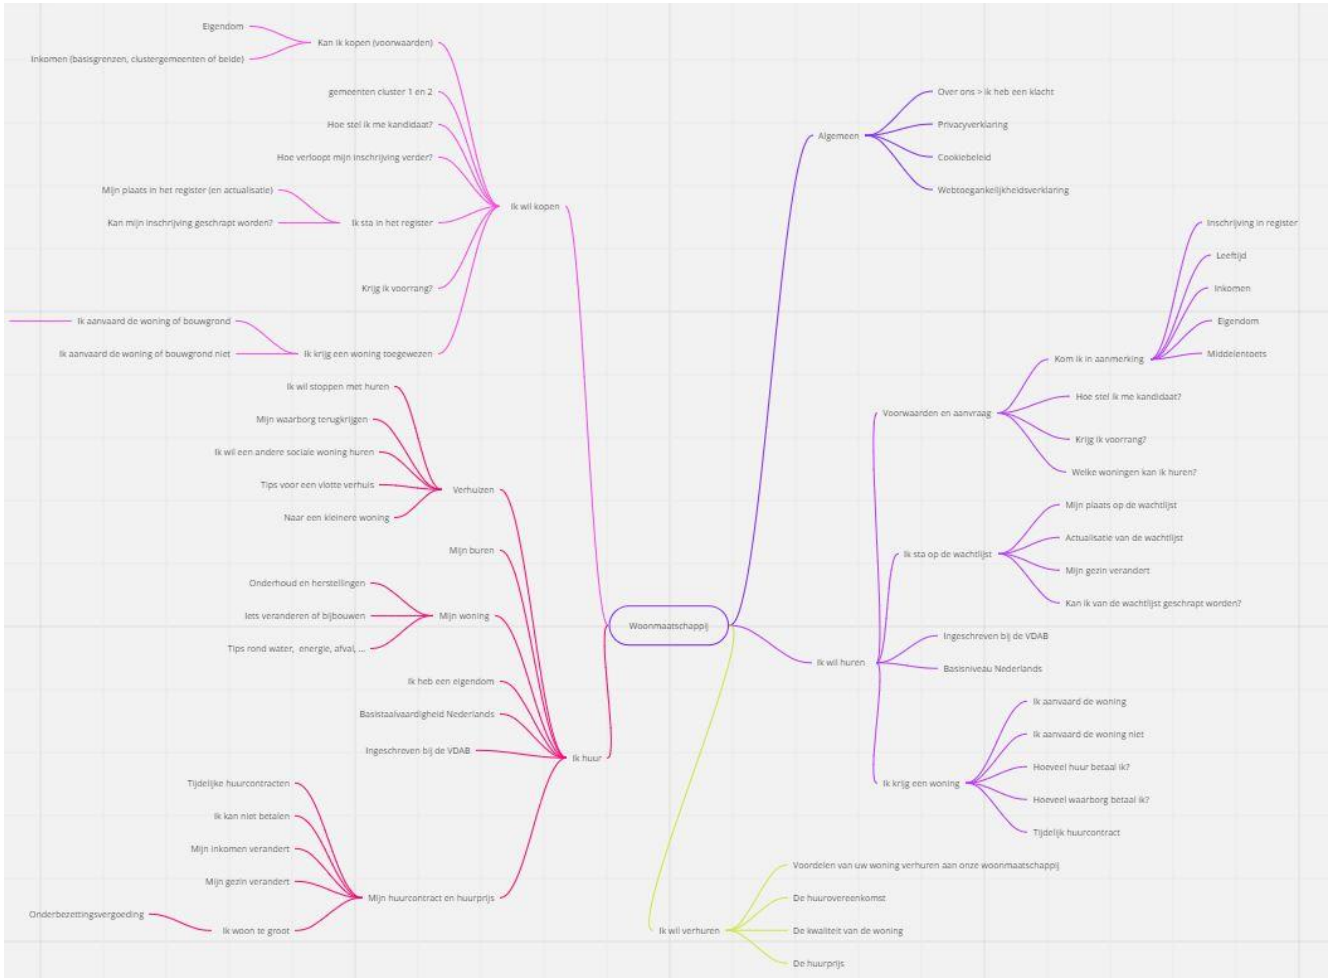 Woonmaatschappij
Ik wil kopen
Kan ik kopen (voorwaarden)
Eigendom
Inkomen (basisgrenzen, clustergemeenten of beide)
gemeenten cluster 1 en 2
Hoe stel ik me kandidaat?
Hoe verloopt mijn inschrijving verder?
Ik sta in het register
Mijn plaats in het register (en actualisatie)
Kan mijn inschrijving geschrapt worden?
Krijg ik voorrang?
Ik krijg een woning toegewezen
Ik aanvaard de woning of bouwgrond
Ik aanvaard de woning of bouwgrond niet
Ik huur
Verhuizen
Ik wil stoppen met huren
Mijn waarborg terugkrijgen
Ik wil een andere sociale woning huren
Tips voor een vlotte verhuis
Naar een kleinere woning
Mijn buren
Mijn woning
Onderhoud en herstellingen
Iets veranderen of bijbouwen
Tips rond water, energie, afval, ...
Ik heb een eigendom
Basistaalvaardigheid Nederlands
Ingeschreven bij de VDAB
Mijn huurcontract en huurprijs
Tijdelijke huurcontracten
Ik kan niet betalen
Mijn inkomen verandert
Mijn gezin verandert
Ik woon te groot
Onderbezettingsvergoeding
Algemeen
Over ons > ik heb een klacht
Privacyverklaring
Cookiebeleid
Webtoegankelijkheidsverklaring
Ik wil huren
Voorwaarden en aanvraag
Kom ik in aanmerking
Inschrijving in register
Leeftijd
Inkomen
Eigendom
Middelentoets
Hoe stel ik me kandidaat?
Krijg ik voorrang?
Welke woningen kan ik huren?
Ik sta op de wachtlijst
Mijn plaats op de wachtlijst
Actualisatie van de wachtlijst
Mijn gezin verandert
Kan ik van de wachtlijst geschrapt worden?
Ingeschreven bij de VDAB
Basisniveau Nederlands
Ik krijg een woning
Ik aanvaard de woning
Ik aanvaard de woning niet
Hoeveel huur betaal ik?
Hoeveel waarborg betaal ik?
Tijdelijk huurcontract
Ik wil verhuren
Voordelen van uw woning verhuren aan onze woonmaatschappij
De huurovereenkomst
De kwaliteit van de woning
De huurprijs